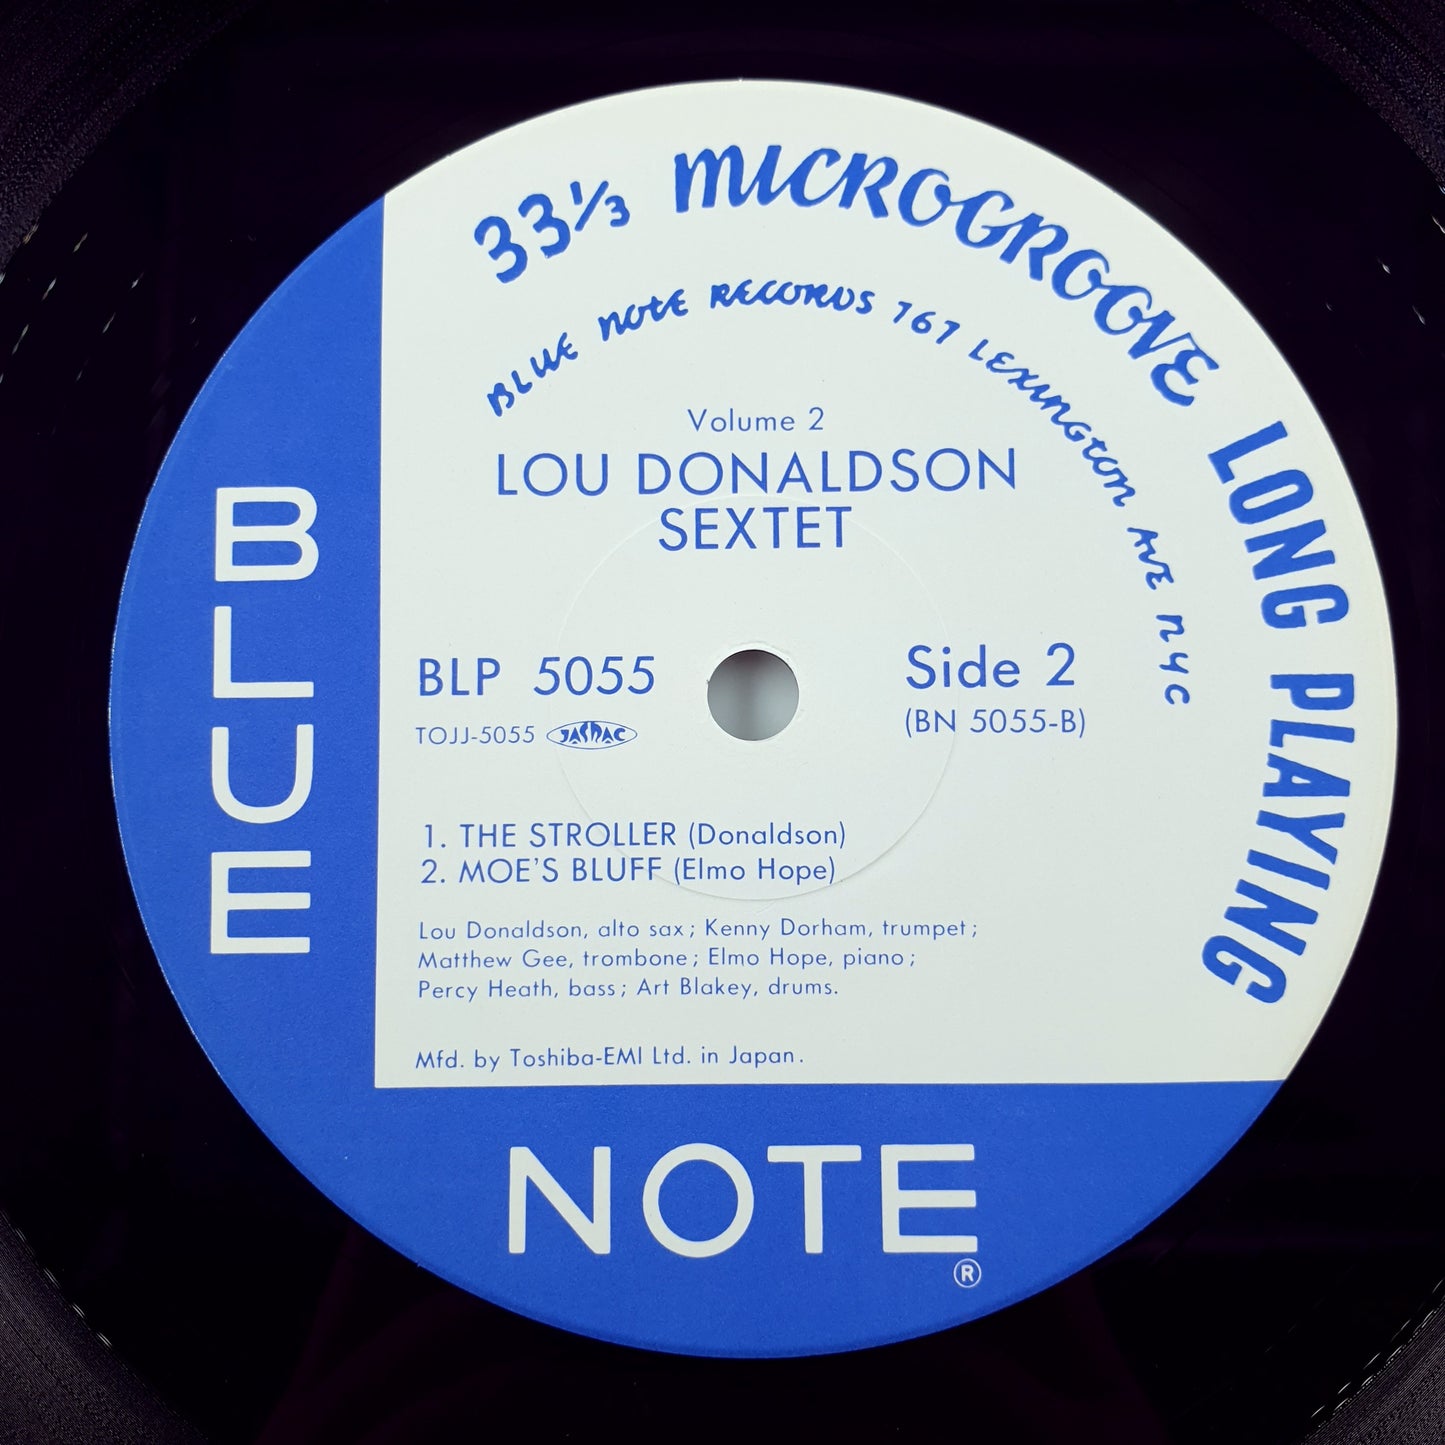 33⅓ MICROGROOVE LONG PLAYING
BLUE NOTE RECORDS 767 LEXINGTON AVE NYC
Volume 2
LOU DONALDSON
SEXTET
BLP 5055
Side 2
TOJJ-5055 JASRAC
(BN 5055-B)
1. THE STROLLER (Donaldson)
2. MOE'S BLUFF (Elmo Hope)
Lou Donaldson, alto sax; Kenny Dorham, trumpet;
Matthew Gee, trombone; Elmo Hope, piano;
Percy Heath, bass; Art Blakey, drums.
Mfd. by Toshiba-EMI Ltd. in Japan.
BLUE
NOTE
®